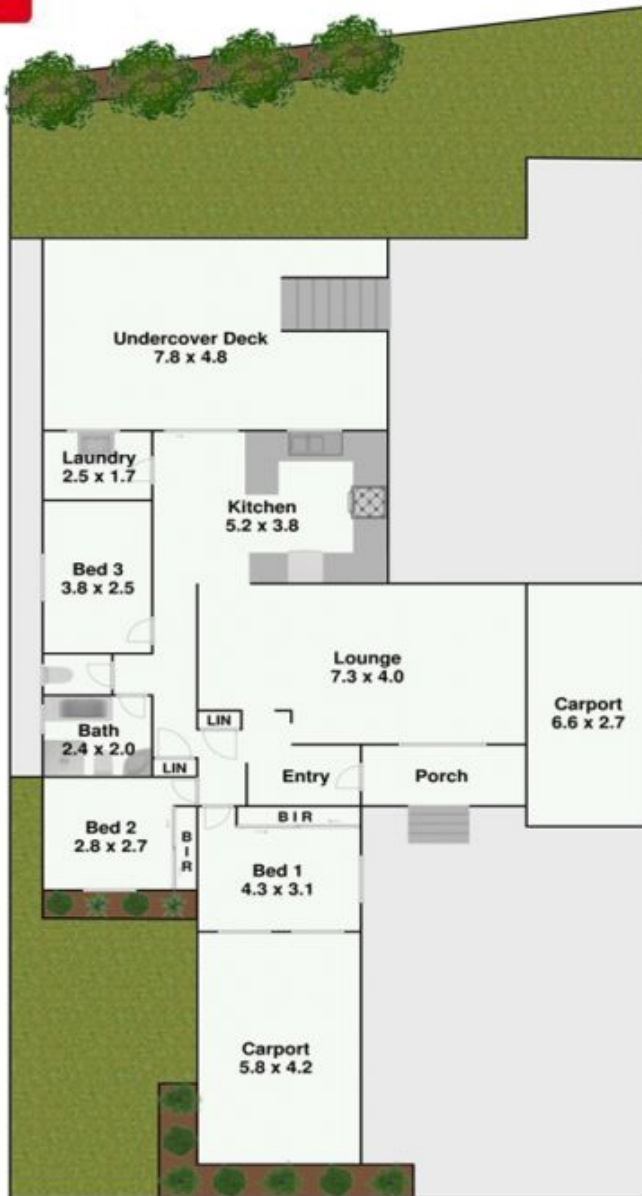 Undercover Deck
7.8 x 4.8
Laundry
2.5 x 1.7
Kitchen
5.2 x 3.8
Bed 3
3.8 x 2.5
Lounge
7.3 x 4.0
Carport
6.6 x 2.7
LIN
Bath
2.4 x 2.0
LIN
Entry
Porch
BIR
Bed 2
2.8 x 2.7
B
I
R
Bed 1
4.3 x 3.1
Carport
5.8 x 4.2